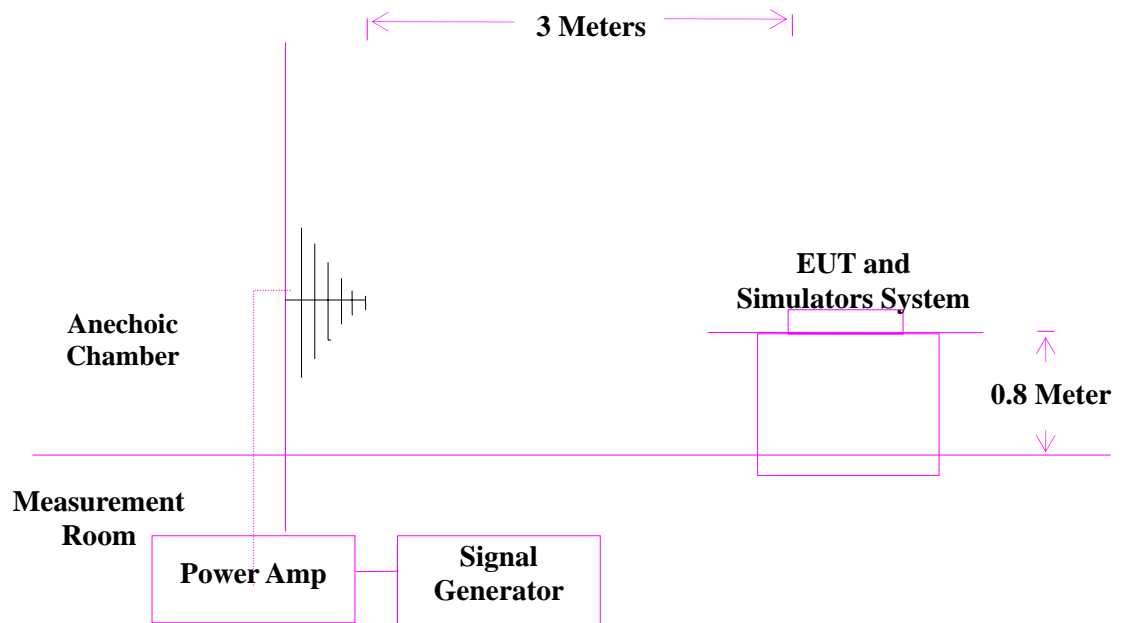 3 Meters
EUT and
Simulators System
Anechoic
Chamber
0.8 Meter
Measurement
Room
Power Amp
Signal
Generator